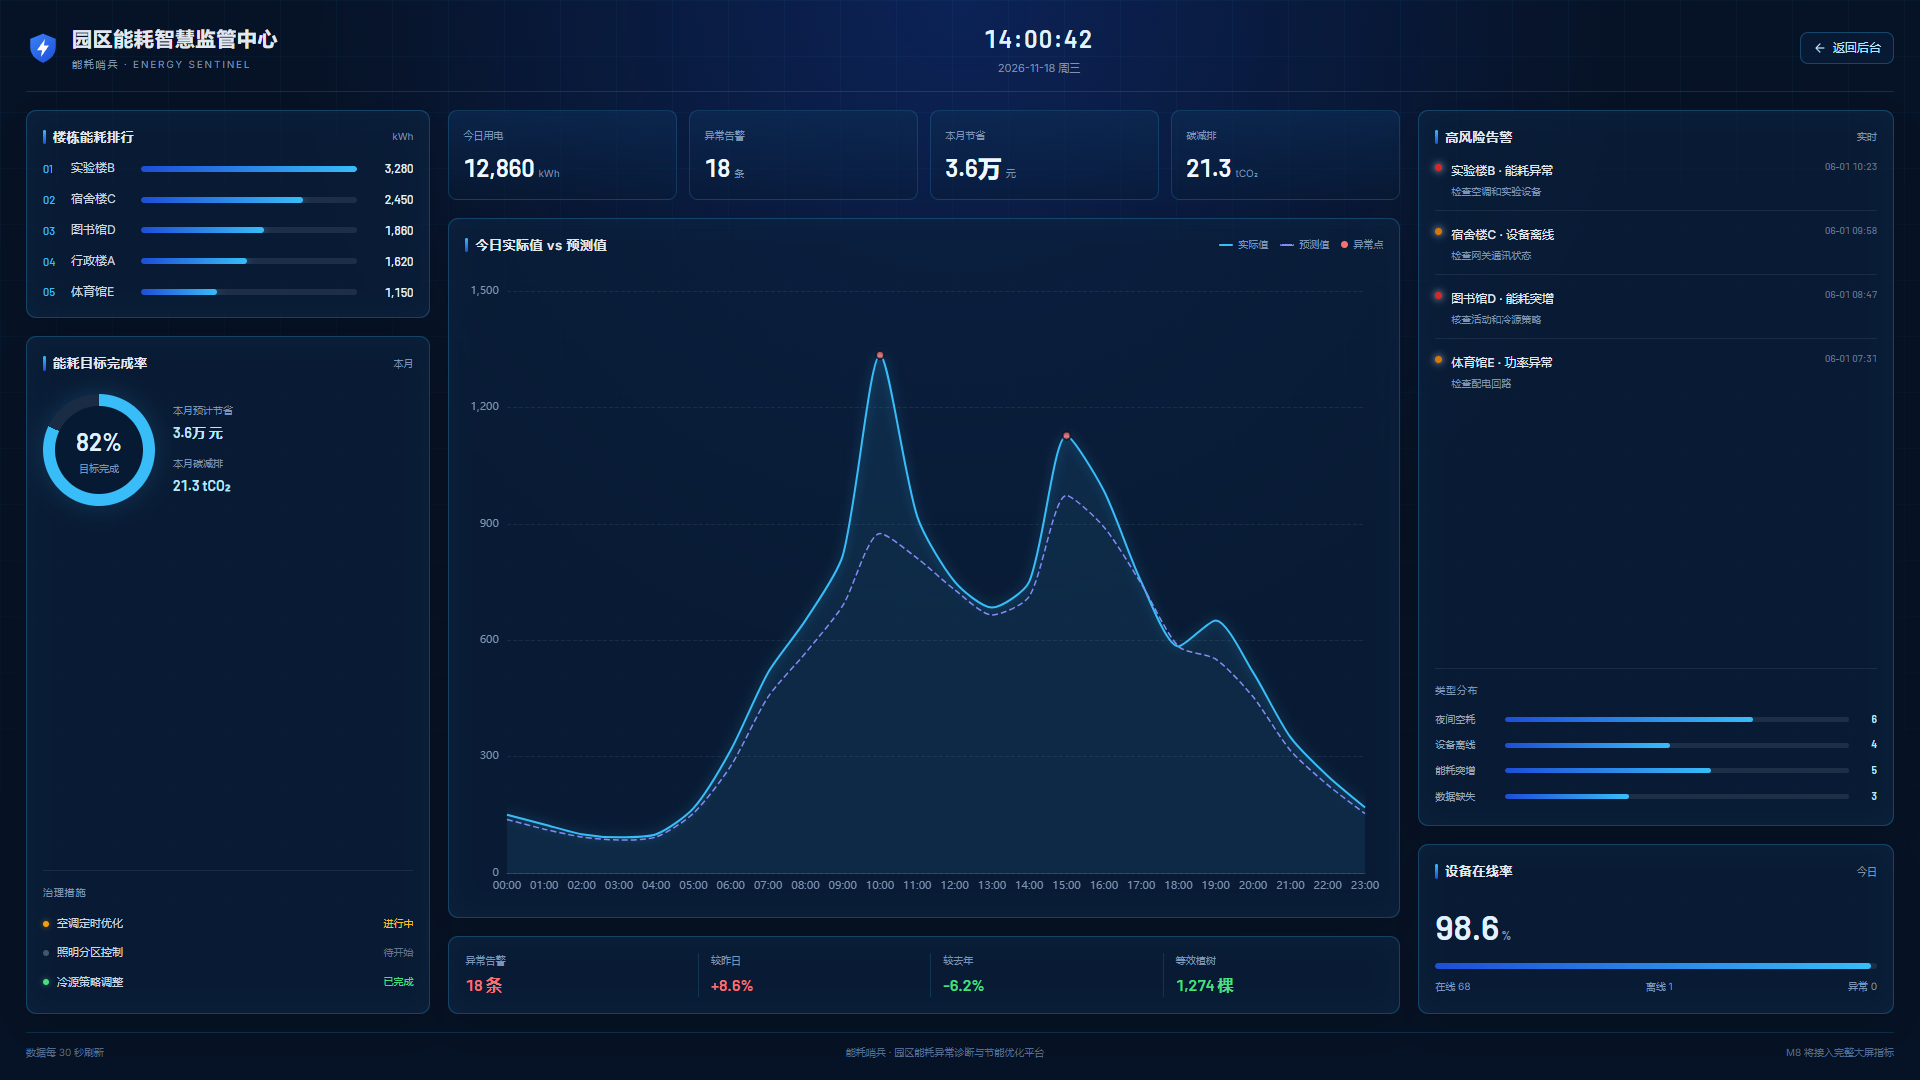 园区能耗智慧监管中心
能耗哨兵 · ENERGY SENTINEL
14:00:42
2026-11-18 周三
← 返回后台
楼栋能耗排行 kWh
01 实验楼B 3,280
02 宿舍楼C 2,450
03 图书馆D 1,860
04 行政楼A 1,620
05 体育馆E 1,150
能耗目标完成率 本月
82%
目标完成
本月预计节省
3.6万 元
本月碳减排
21.3 tCO₂
治理措施
空调定时优化 进行中
照明分区控制 待开始
冷源策略调整 已完成
今日用电
12,860 kWh
异常告警
18 条
本月节省
3.6万 元
碳减排
21.3 tCO₂
今日实际值 vs 预测值
实际值 预测值 异常点
1,500
1,200
900
600
300
0
00:00 01:00 02:00 03:00 04:00 05:00 06:00 07:00 08:00 09:00 10:00 11:00 12:00 13:00 14:00 15:00 16:00 17:00 18:00 19:00 20:00 21:00 22:00 23:00
异常告警
18 条
较昨日
+8.6%
较去年
-6.2%
等效植树
1,274 棵
高风险告警 实时
实验楼B · 能耗异常 06-01 10:23
检查空调和实验设备
宿舍楼C · 设备离线 06-01 09:58
检查网关通讯状态
图书馆D · 能耗突增 06-01 08:47
核查活动和冷源策略
体育馆E · 功率异常 06-01 07:31
检查配电回路
类型分布
夜间空耗 6
设备离线 4
能耗突增 5
数据缺失 3
设备在线率 今日
98.6%
在线 68 离线 1 异常 0
数据每 30 秒刷新
能耗哨兵 · 园区能耗异常诊断与节能优化平台
M8 将接入完整大屏指标